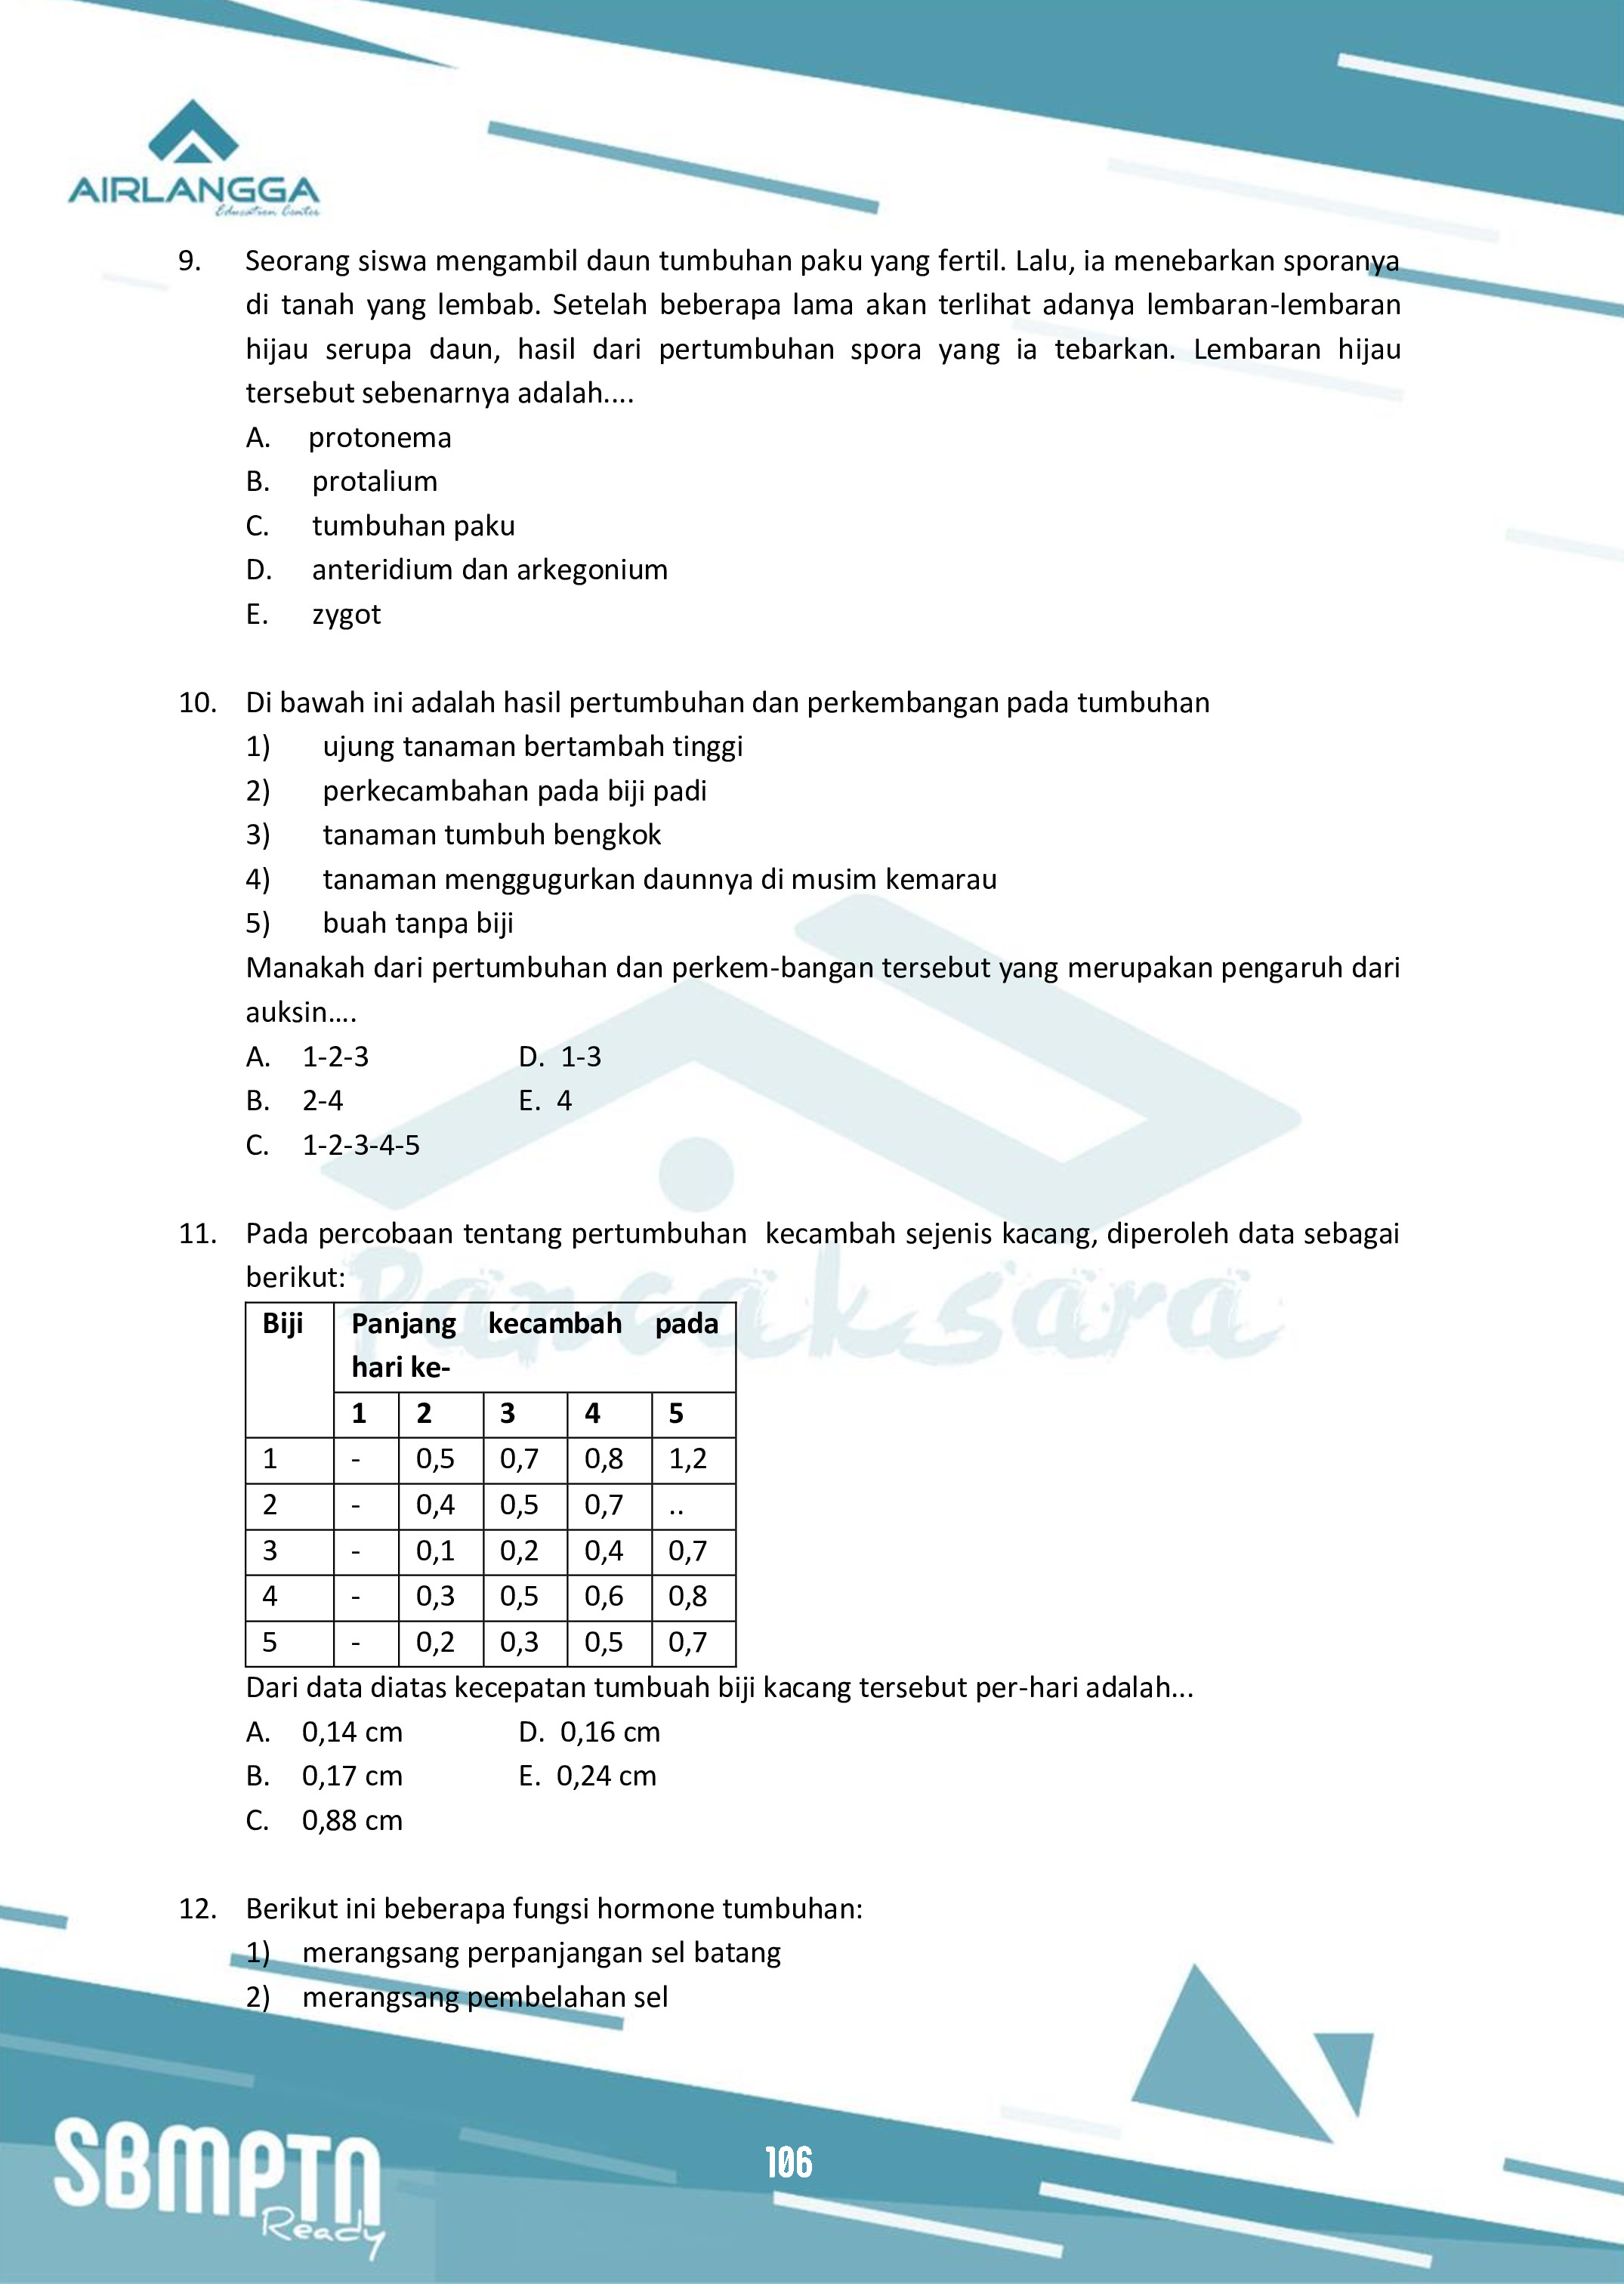 AIRLANGGA
Education Center
9. Seorang siswa mengambil daun tumbuhan paku yang fertil. Lalu, ia menebarkan sporanya
di tanah yang lembab. Setelah beberapa lama akan terlihat adanya lembaran-lembaran
hijau serupa daun, hasil dari pertumbuhan spora yang ia tebarkan. Lembaran hijau
tersebut sebenarnya adalah....
A. protonema
B. protalium
C. tumbuhan paku
D. anteridium dan arkegonium
E. zygot
10. Di bawah ini adalah hasil pertumbuhan dan perkembangan pada tumbuhan
1) ujung tanaman bertambah tinggi
2) perkecambahan pada biji padi
3) tanaman tumbuh bengkok
4) tanaman menggugurkan daunnya di musim kemarau
5) buah tanpa biji
Manakah dari pertumbuhan dan perkem-bangan tersebut yang merupakan pengaruh dari
auksin....
A. 1-2-3 D. 1-3
B. 2-4 E. 4
C. 1-2-3-4-5
11. Pada percobaan tentang pertumbuhan kecambah sejenis kacang, diperoleh data sebagai
berikut:
Pancaksara
Biji Panjang kecambah pada
hari ke-
1 2 3 4 5
1 - 0,5 0,7 0,8 1,2
2 - 0,4 0,5 0,7 ..
3 - 0,1 0,2 0,4 0,7
4 - 0,3 0,5 0,6 0,8
5 - 0,2 0,3 0,5 0,7
Dari data diatas kecepatan tumbuah biji kacang tersebut per-hari adalah...
A. 0,14 cm D. 0,16 cm
B. 0,17 cm E. 0,24 cm
C. 0,88 cm
12. Berikut ini beberapa fungsi hormone tumbuhan:
1) merangsang perpanjangan sel batang
2) merangsang pembelahan sel
SBMPTN
Ready
106